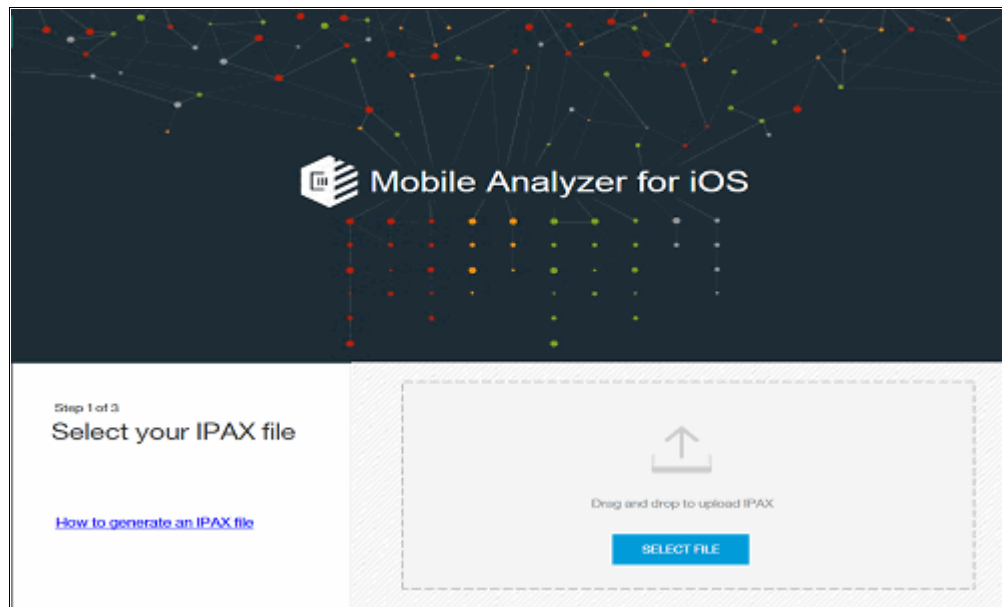 Mobile Analyzer for iOS
Step 1 of 3
Select your IPAX file
How to generate an IPAX file
Drag and drop to upload IPAX
SELECT FILE